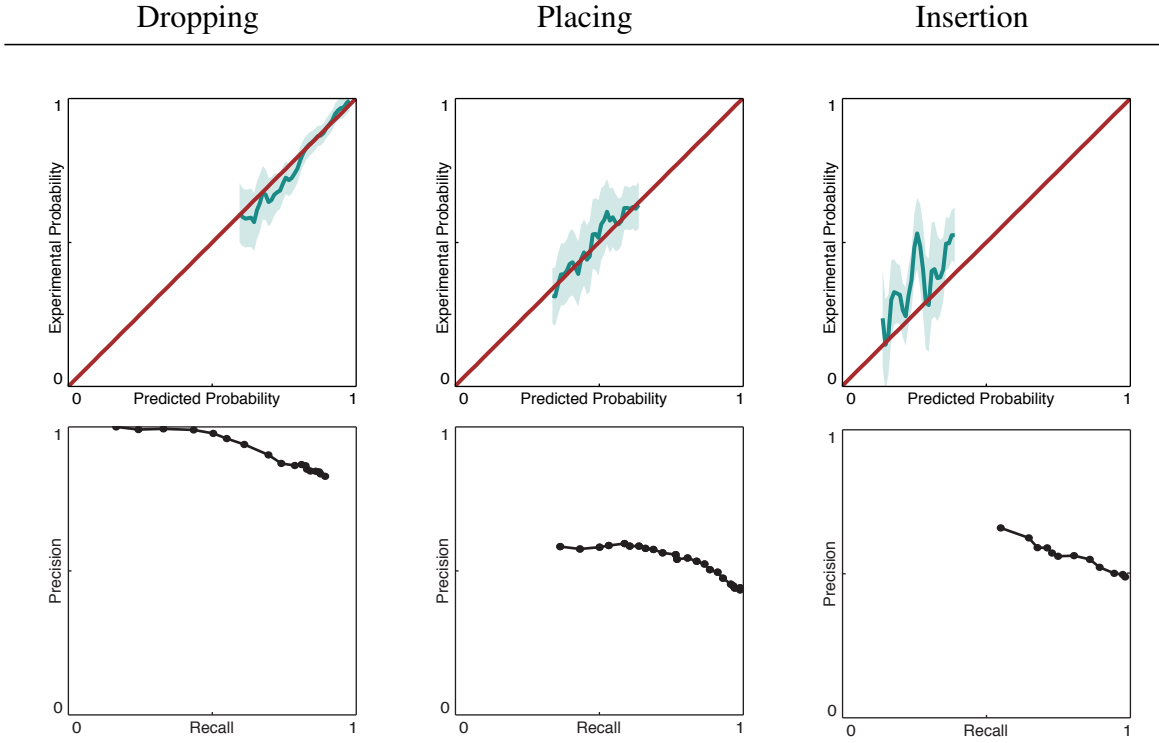 Dropping Placing Insertion
1 1 1
Experimental Probability Experimental Probability Experimental Probability
0 0 0
0 Predicted Probability 1 0 Predicted Probability 1 0 Predicted Probability 1
1 1 1
Precision Precision Precision
0 0 0
0 Recall 1 0 Recall 1 0 Recall 1